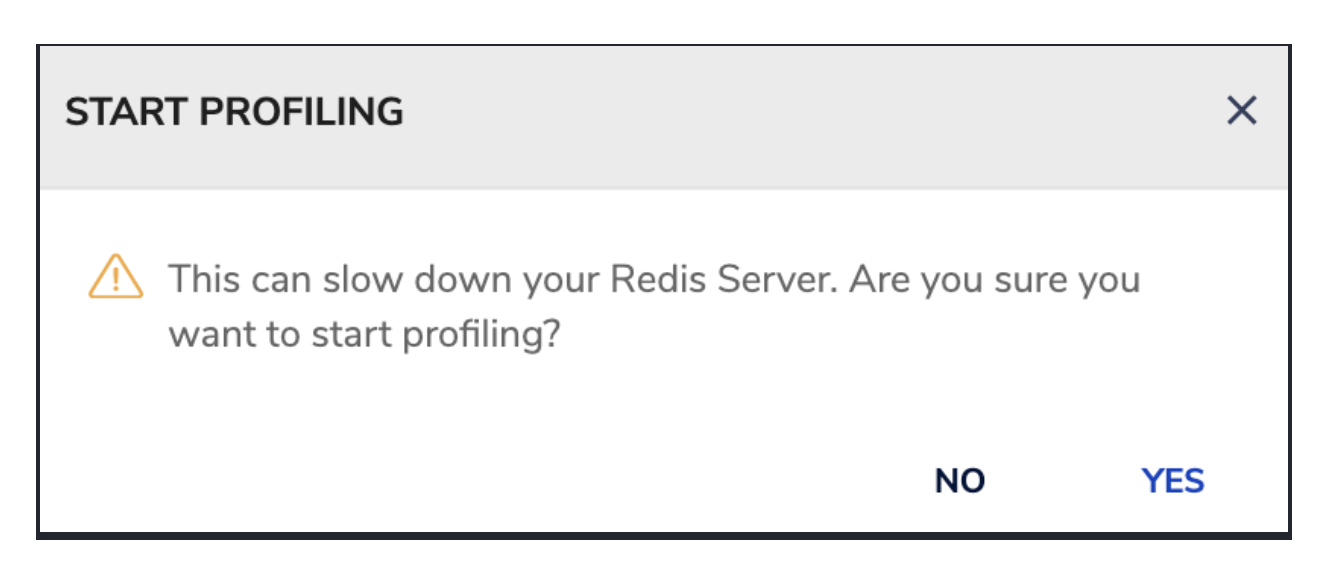 START PROFILING
This can slow down your Redis Server. Are you sure you
want to start profiling?
NO YES